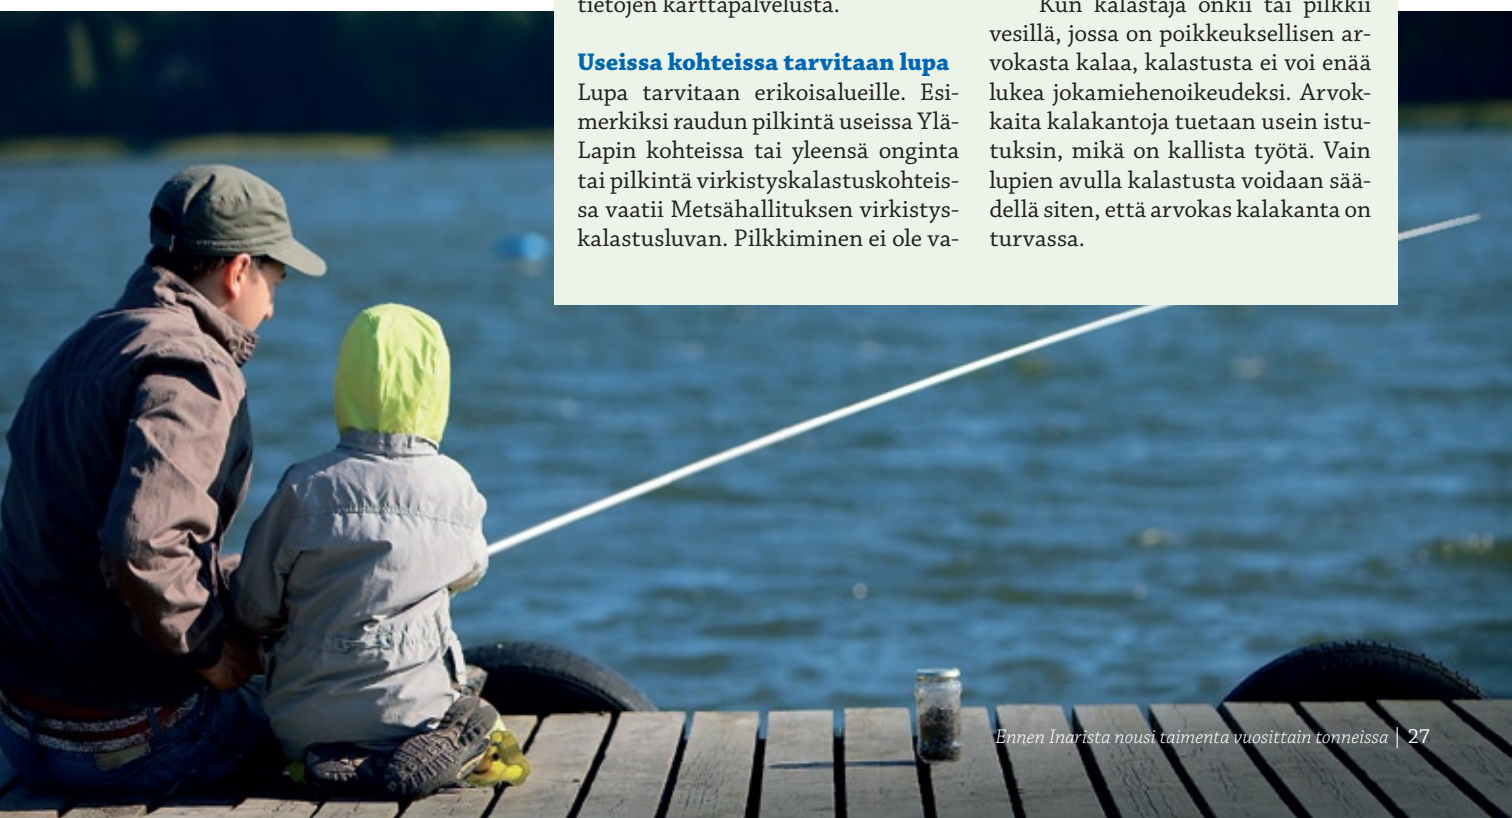 tietojen karttapalvelusta.
Useissa kohteissa tarvitaan lupa
Lupa tarvitaan erikoisalueille. Esi-
merkiksi raudun pilkintä useissa Ylä-
Lapin kohteissa tai yleensä onginta
tai pilkintä virkistyskalastuskohteis-
sa vaatii Metsähallituksen virkistys-
kalastusluvan. Pilkkiminen ei ole va-
Kun kalastaja onkii tai pilkkii
vesillä, jossa on poikkeuksellisen ar-
vokasta kalaa, kalastusta ei voi enää
lukea jokamiehenoikeudeksi. Arvok-
kaita kalakantoja tuetaan usein istu-
tuksin, mikä on kallista työtä. Vain
lupien avulla kalastusta voidaan sää-
dellä siten, että arvokas kalakanta on
turvassa.
Ennen Inarista nousi taimenta vuosittain tonneissa | 27